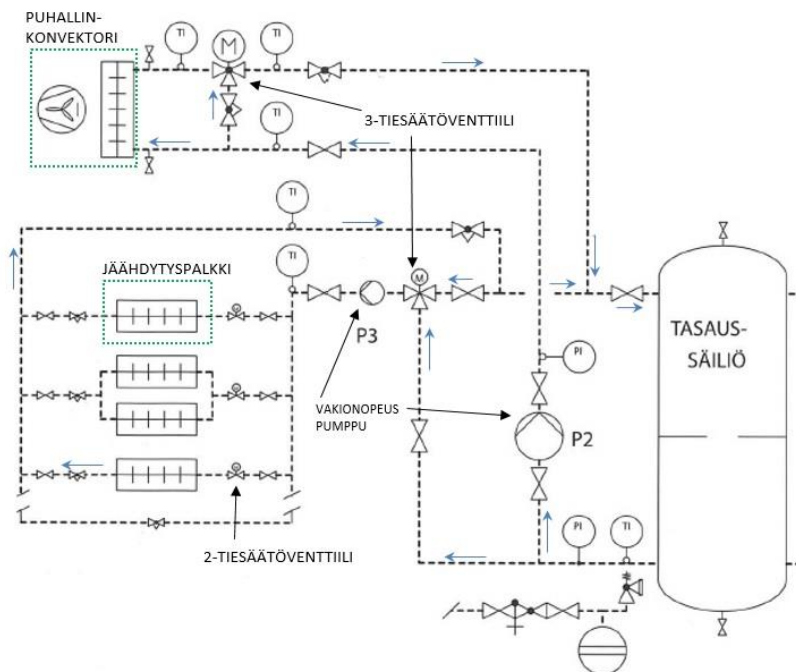 PUHALLIN-
KONVEKTORI
TI
M
TI
TI
3-TIESÄÄTÖVENTTIILI
TI
TI
M
JÄÄHDYTYSPALKKI
M
P3
TASAUS-
SÄILIÖ
PI
M
VAKIONOPEUS
PUMPPU
P2
M
2-TIESÄÄTÖVENTTIILI
PI
TI